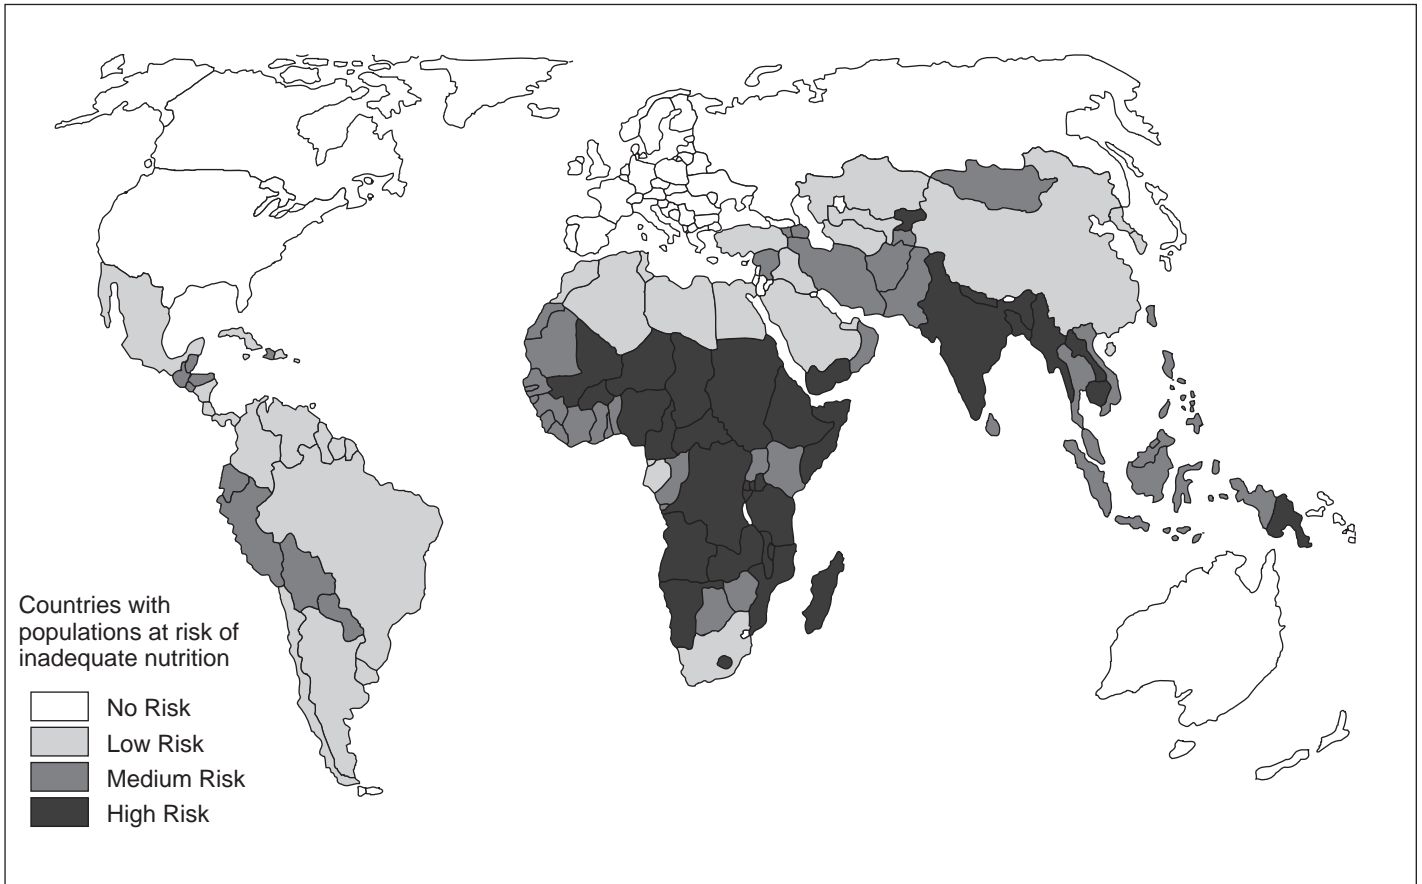 Countries with
populations at risk of
inadequate nutrition
No Risk
Low Risk
Medium Risk
High Risk